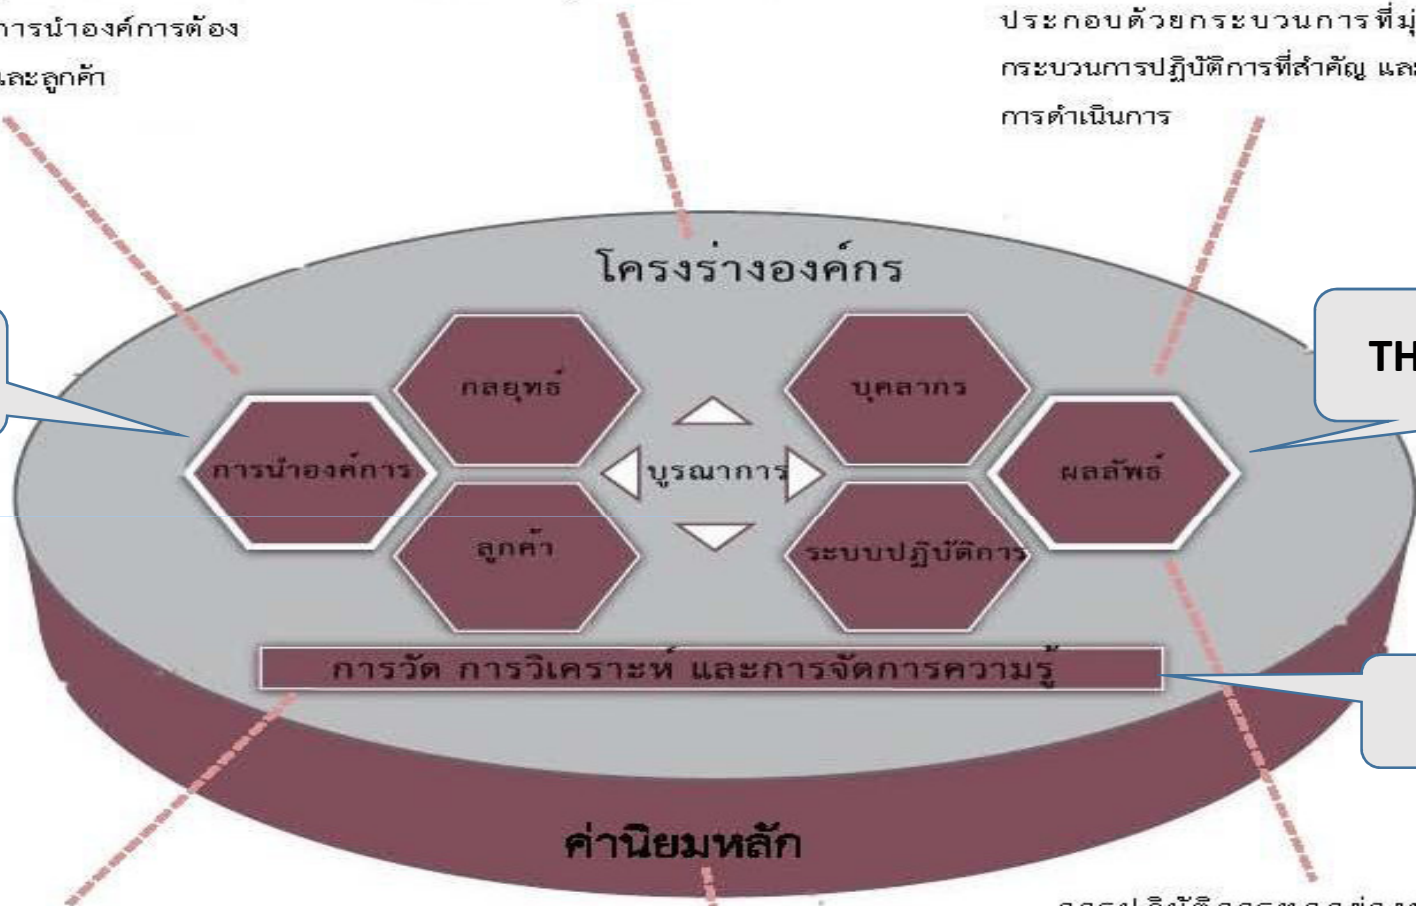 การนำองค์การต้อง
และลูกค้า
ประกอบด้วยกระบวนการที่มุ่
กระบวนการปฏิบัติการที่สำคัญ และ
การดำเนินการ
โครงร่างองค์กร
กลยุทธ์
บุคลากร
TH
การนำองค์การ
บูรณาการ
ผลลัพธ์
ลูกค้า
ระบบปฏิบัติการ
การวัด การวิเคราะห์ และการจัดการความรู้
ค่านิยมหลัก